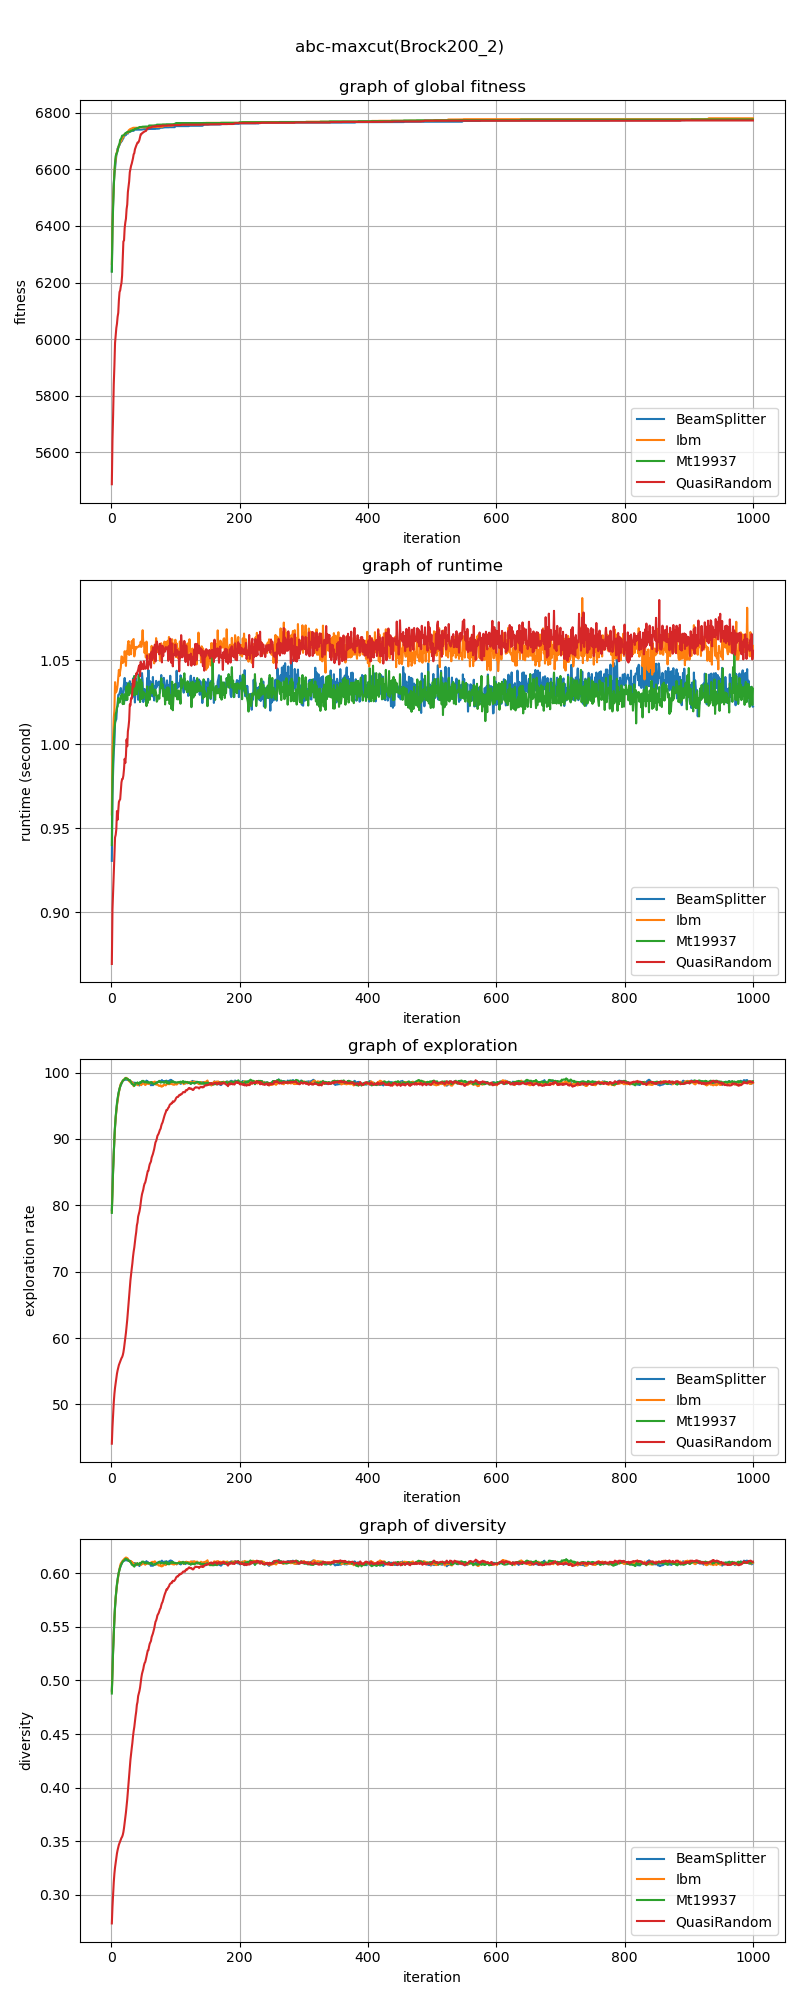 abc-maxcut(Brock200_2)
graph of global fitness
6800
6600
6400
6200
6000
5800
5600
fitness
0 200 400 600 800 1000
iteration
BeamSplitter
Ibm
Mt19937
QuasiRandom
graph of runtime
1.05
1.00
0.95
0.90
runtime (second)
0 200 400 600 800 1000
iteration
BeamSplitter
Ibm
Mt19937
QuasiRandom
graph of exploration
100
90
80
70
60
50
exploration rate
0 200 400 600 800 1000
iteration
BeamSplitter
Ibm
Mt19937
QuasiRandom
graph of diversity
0.60
0.55
0.50
0.45
0.40
0.35
0.30
diversity
0 200 400 600 800 1000
iteration
BeamSplitter
Ibm
Mt19937
QuasiRandom